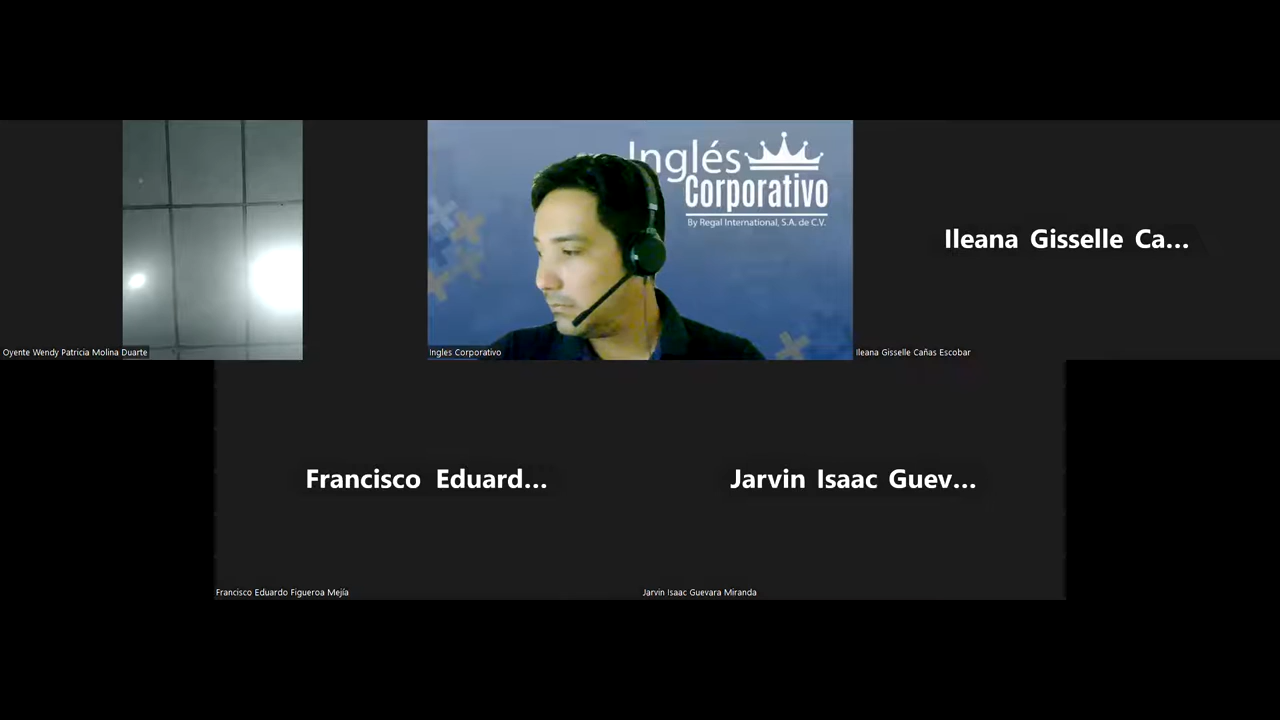 Inglés
Corporativo
By Regal International, S.A. de C.V.
Ileana Gisselle Ca...
Oyente Wendy Patricia Molina Duarte
Ingles Corporativo
Ileana Gisselle Cañas Escobar
Francisco Eduard...
Jarvin Isaac Guev...
Francisco Eduardo Figueroa Mejía
Jarvin Isaac Guevara Miranda